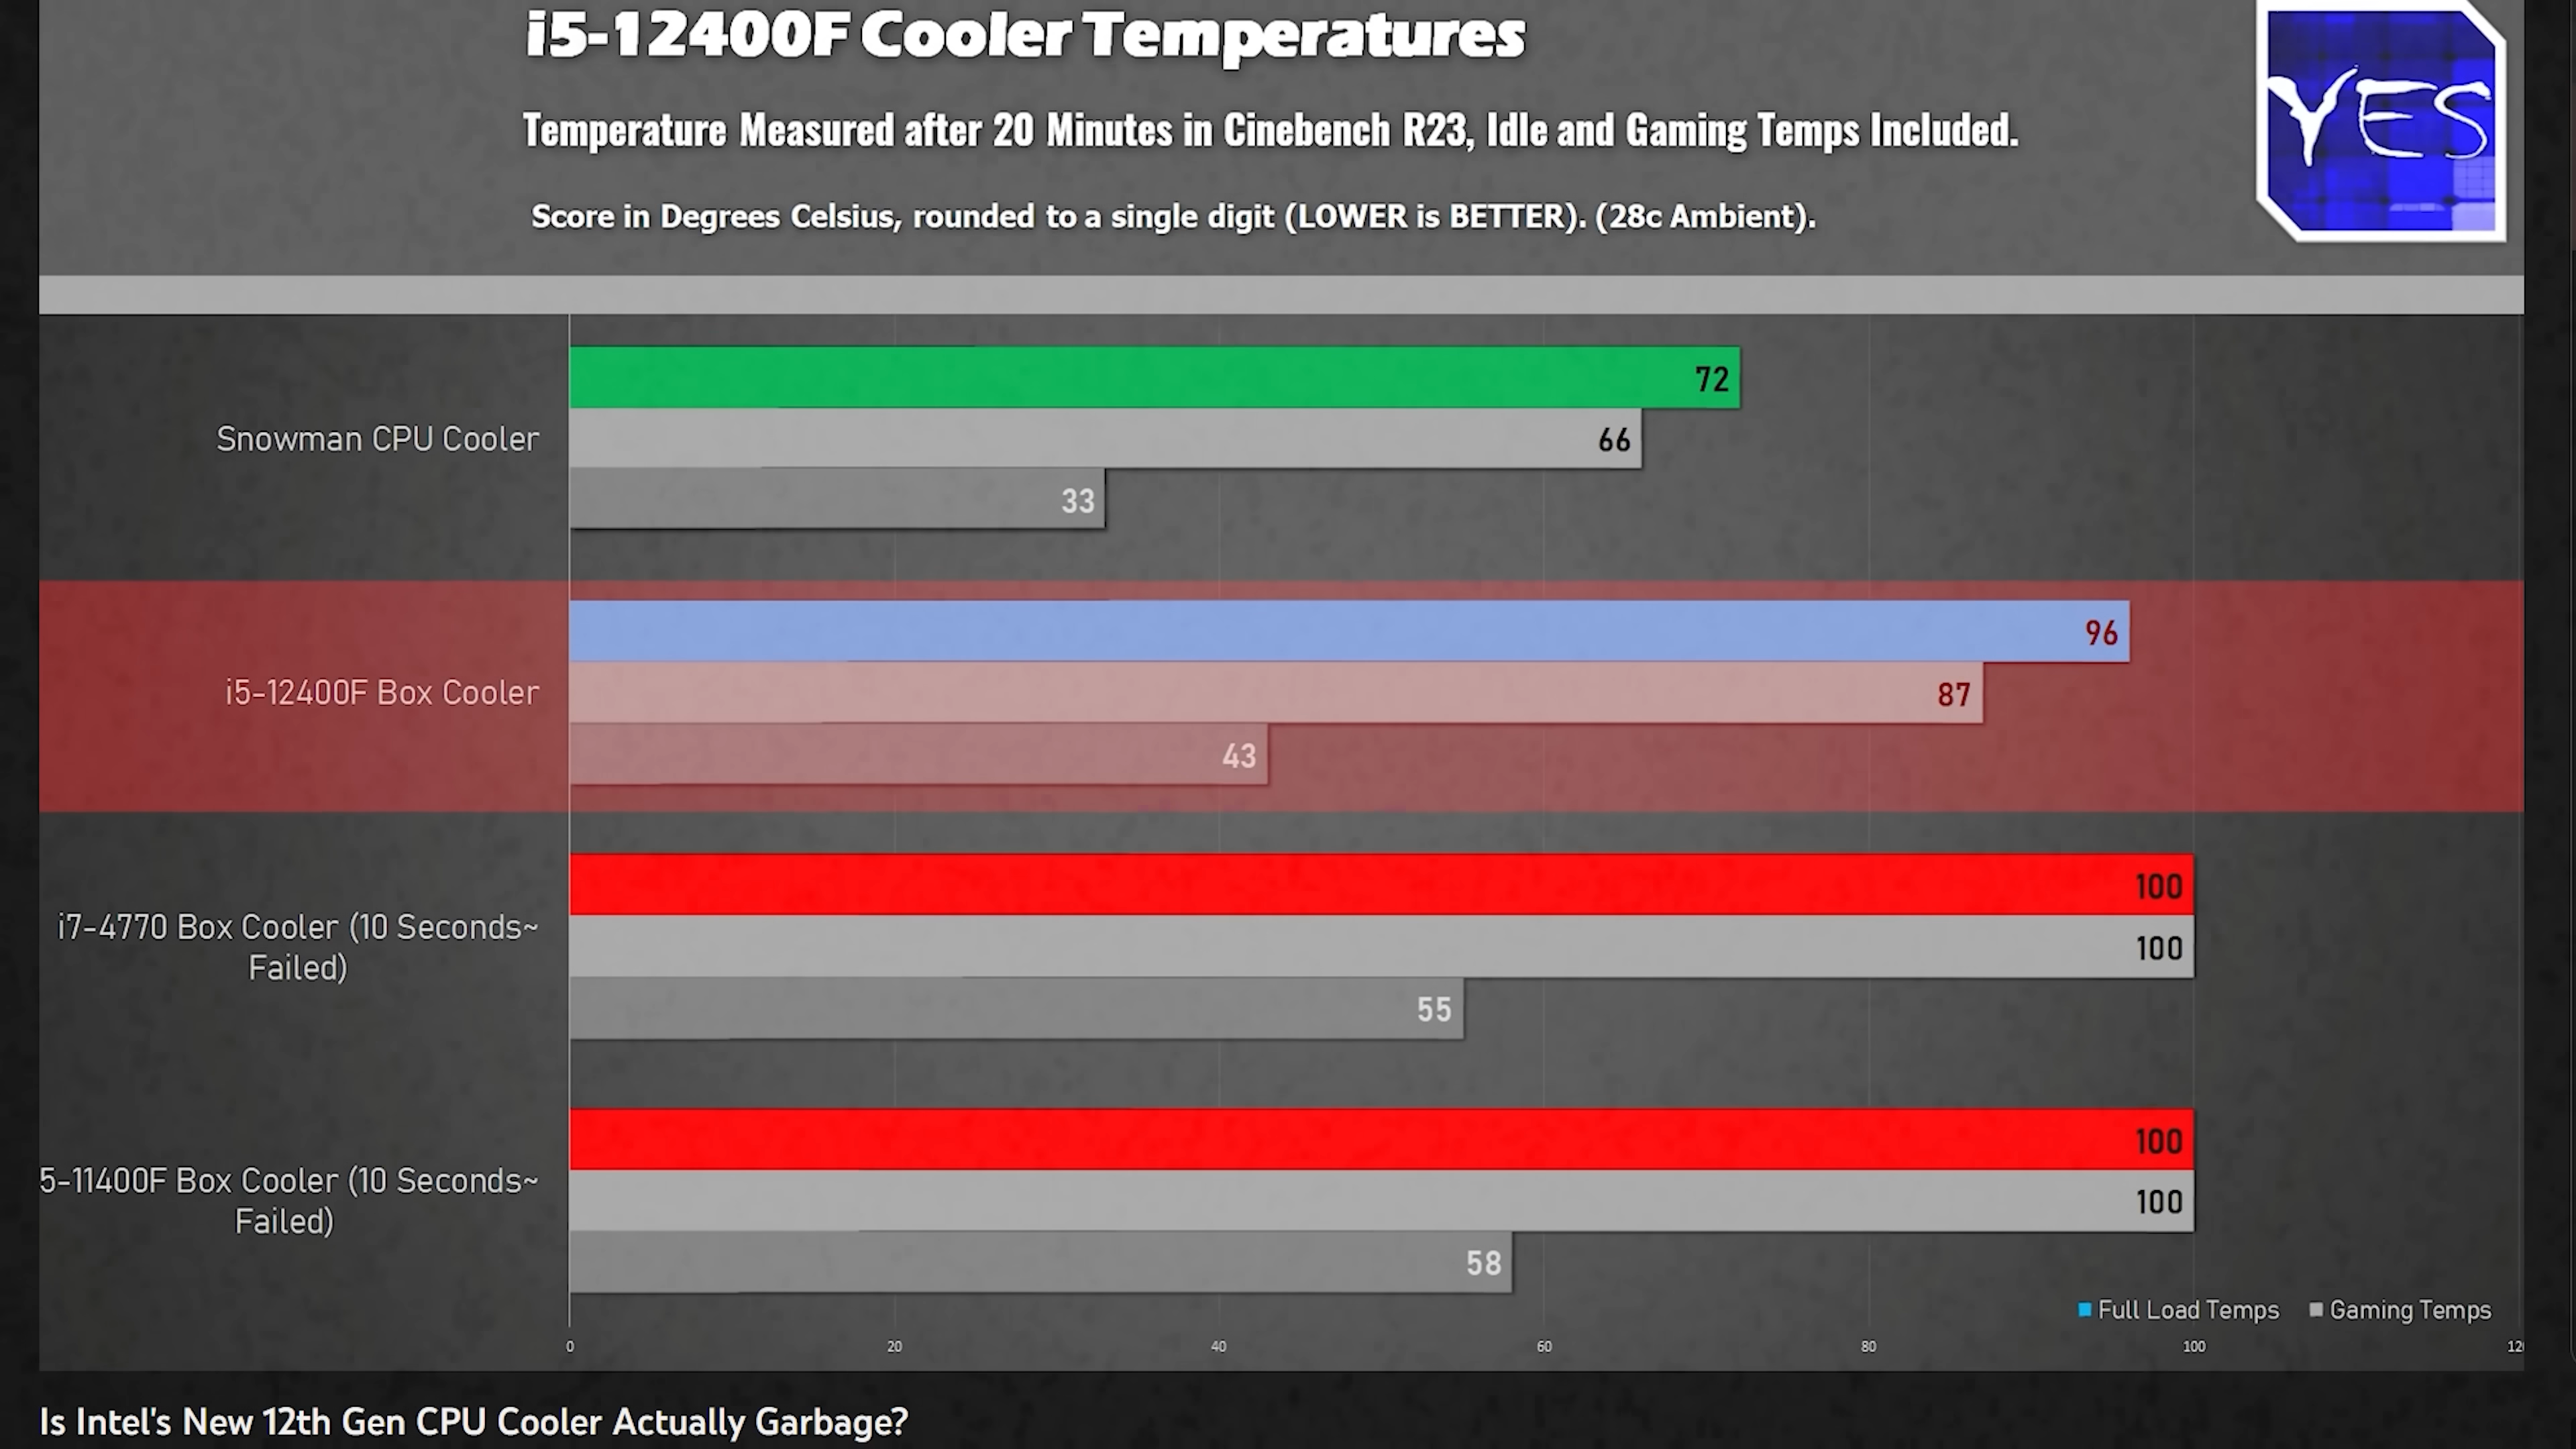 i5-12400F Cooler Temperatures
Temperature Measured after 20 Minutes in Cinebench R23, Idle and Gaming Temps Included.
Score in Degrees Celsius, rounded to a single digit (LOWER is BETTER). (28c Ambient).
YES
72
Snowman CPU Cooler
66
33
96
i5-12400F Box Cooler
87
43
100
i7-4770 Box Cooler (10 Seconds~
Failed)
100
55
100
5-11400F Box Cooler (10 Seconds~
Failed)
100
58
Full Load Temps Gaming Temps
0 20 40 60 80 100 12
Is Intel's New 12th Gen CPU Cooler Actually Garbage?